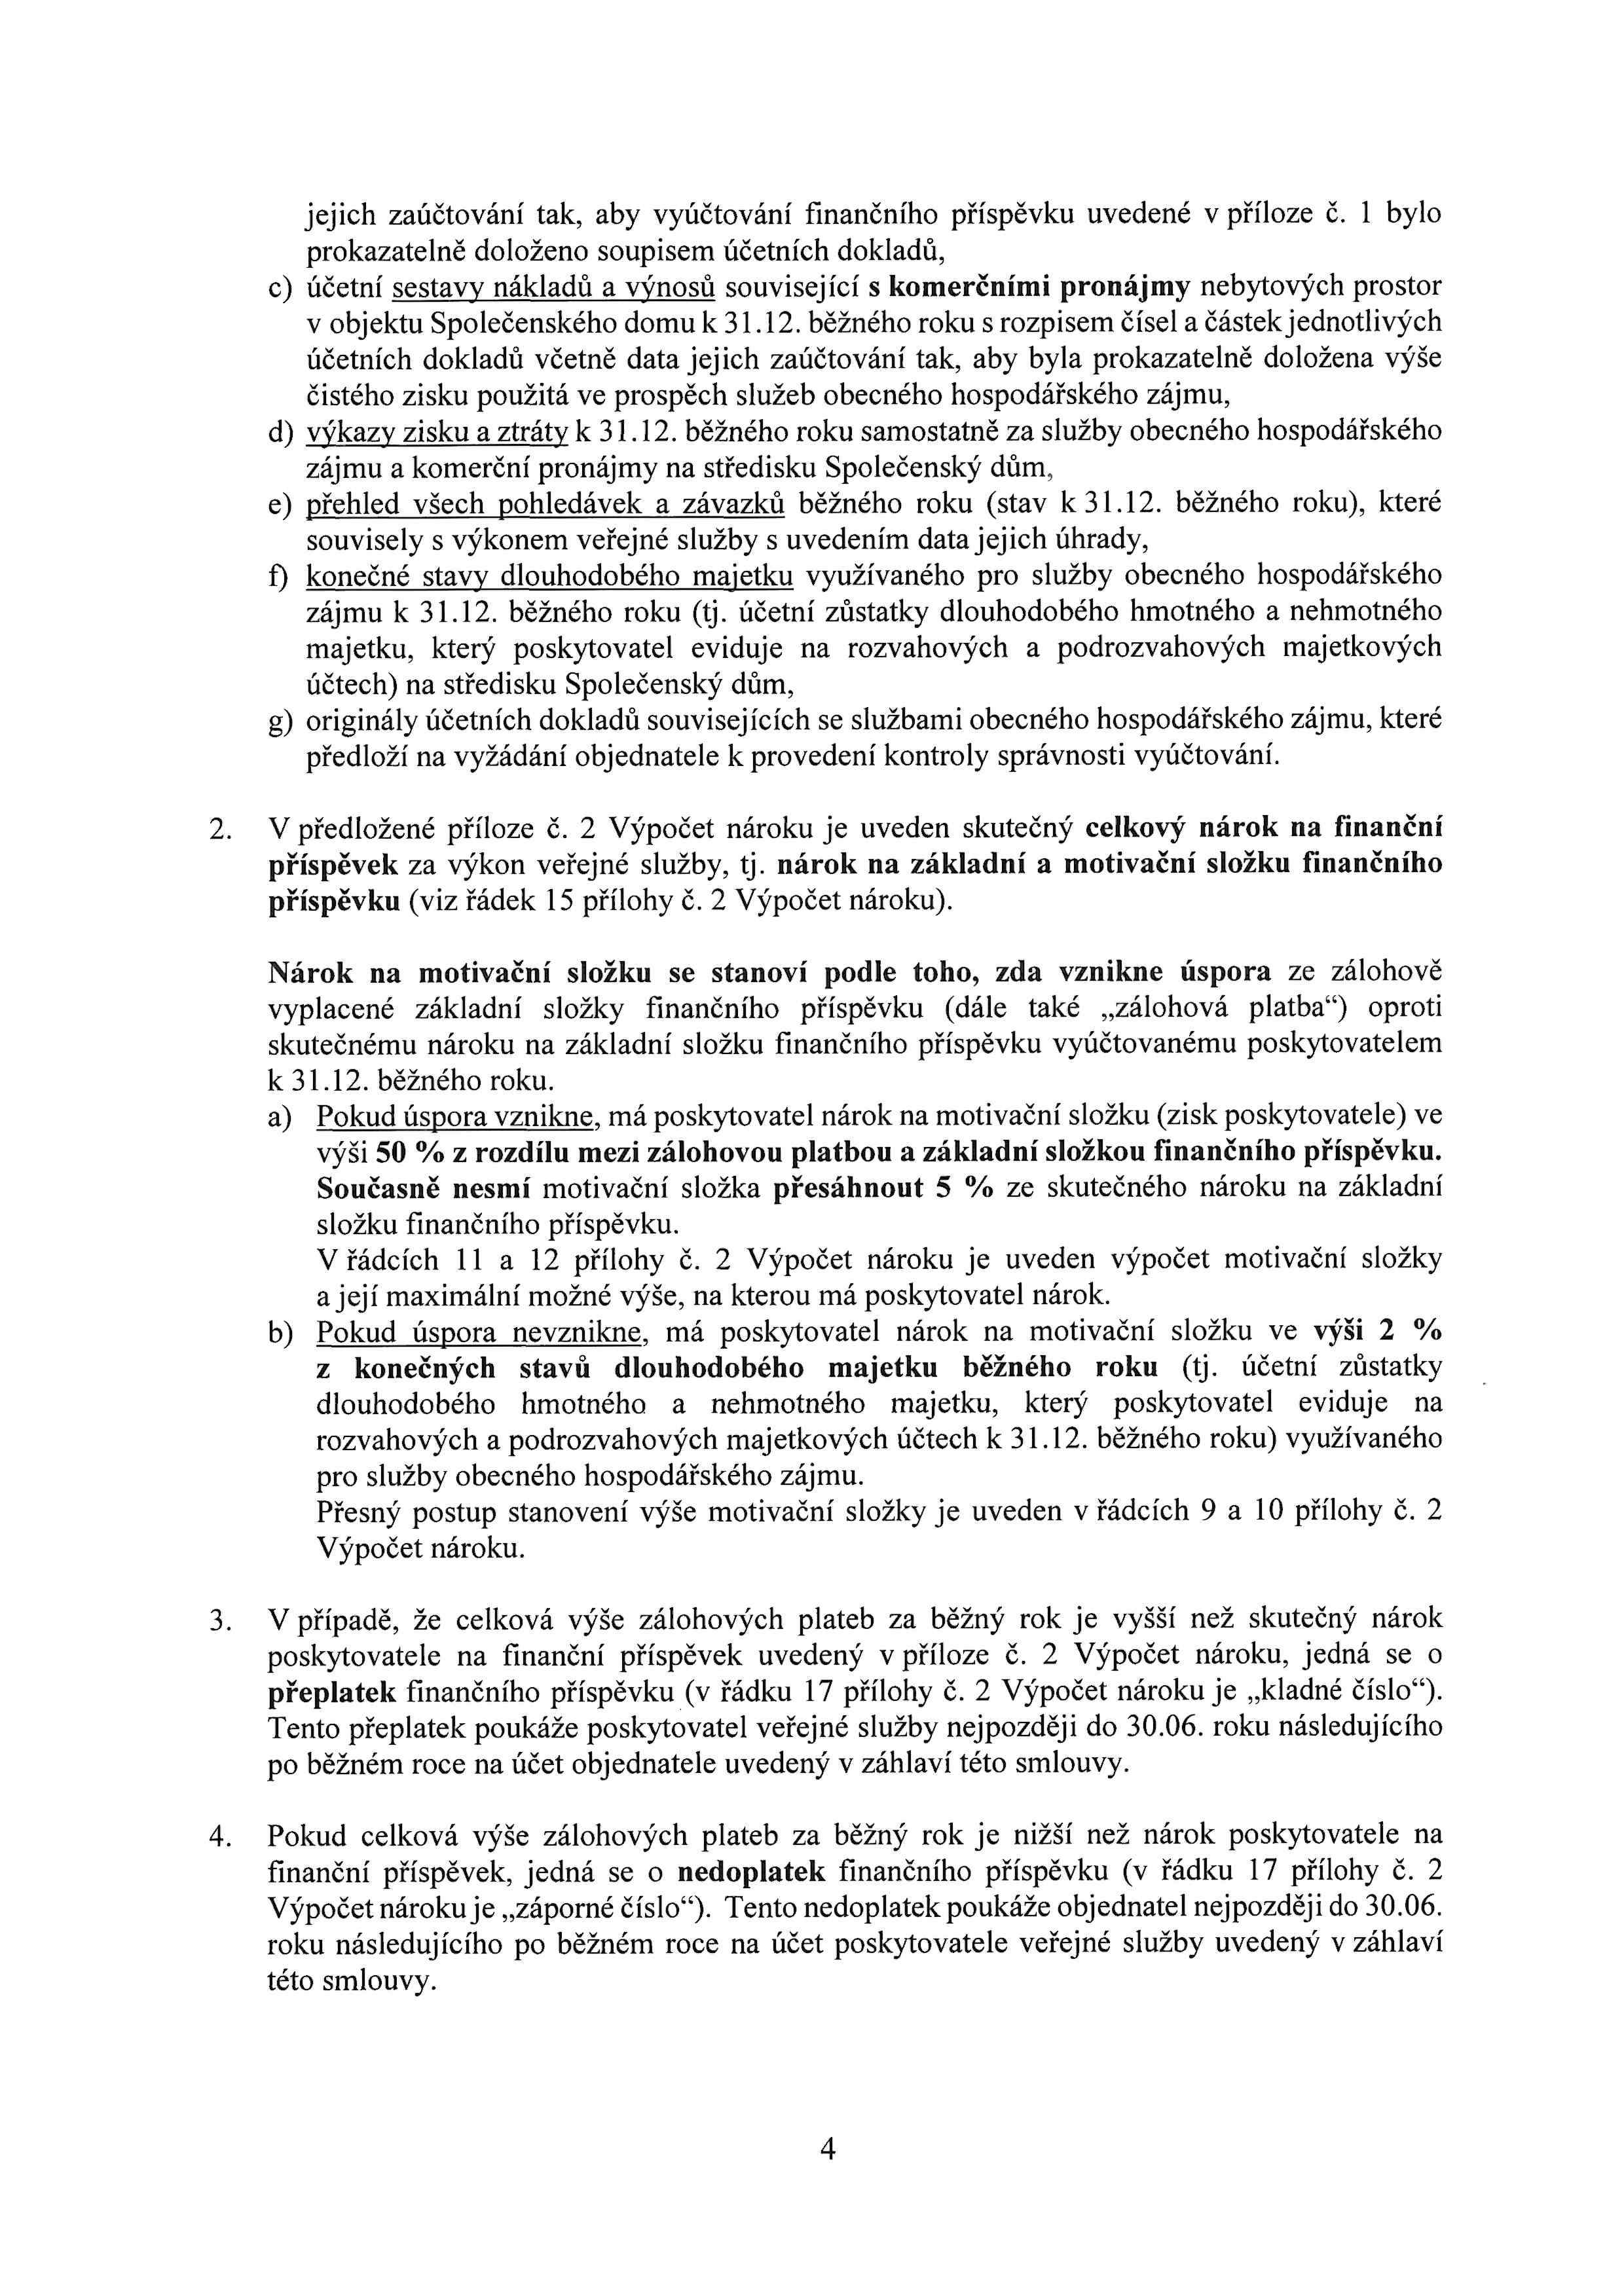 jejich zaúčtování tak, aby vyúčtování finančního příspěvku uvedené v příloze č. 1 bylo
prokazatelně doloženo soupisem účetních dokladů,
c) účetní sestavy nákladů a výnosů související s komerčními pronájmy nebytových prostor
v objektu Společenského domu k 31.12. běžného roku s rozpisem čísel a částek jednotlivých
účetních dokladů včetně data jejich zaúčtování tak, aby byla prokazatelně doložena výše
čistého zisku použitá ve prospěch služeb obecného hospodářského zájmu,
d) výkazy zisku a ztráty k 31.12. běžného roku samostatně za služby obecného hospodářského
zájmu a komerční pronájmy na středisku Společenský dům,
e) přehled všech pohledávek a závazků běžného roku (stav k 31.12. běžného roku), které
souvisely s výkonem veřejné služby s uvedením data jejich úhrady,
f) konečné stavy dlouhodobého majetku využívaného pro služby obecného hospodářského
zájmu k 31.12. běžného roku (tj. účetní zůstatky dlouhodobého hmotného a nehmotného
majetku, který poskytovatel eviduje na rozvahových a podrozvahových majetkových
účtech) na středisku Společenský dům,
g) originály účetních dokladů souvisejících se službami obecného hospodářského zájmu, které
předloží na vyžádání objednatele k provedení kontroly správnosti vyúčtování.
2. V předložené příloze č. 2 Výpočet nároku je uveden skutečný celkový nárok na finanční
příspěvek za výkon veřejné služby, tj. nárok na základní a motivační složku finančního
příspěvku (viz řádek 15 přílohy č. 2 Výpočet nároku).
Nárok na motivační složku se stanoví podle toho, zda vznikne úspora ze zálohově
vyplacené základní složky finančního příspěvku (dále také „zálohová platba“) oproti
skutečnému nároku na základní složku finančního příspěvku vyúčtovanému poskytovatelem
k 31.12. běžného roku.
a) Pokud úspora vznikne, má poskytovatel nárok na motivační složku (zisk poskytovatele) ve
výši 50 % z rozdílu mezi zálohovou platbou a základní složkou finančního příspěvku.
Současně nesmí motivační složka přesáhnout 5 % ze skutečného nároku na základní
složku finančního příspěvku.
V řádcích 11 a 12 přílohy č. 2 Výpočet nároku je uveden výpočet motivační složky
a její maximální možné výše, na kterou má poskytovatel nárok.
b) Pokud úspora nevznikne, má poskytovatel nárok na motivační složku ve výši 2 %
z konečných stavů dlouhodobého majetku běžného roku (tj. účetní zůstatky
dlouhodobého hmotného a nehmotného majetku, který poskytovatel eviduje na
rozvahových a podrozvahových majetkových účtech k 31.12. běžného roku) využívaného
pro služby obecného hospodářského zájmu.
Přesný postup stanovení výše motivační složky je uveden v řádcích 9 a 10 přílohy č. 2
Výpočet nároku.
3. V případě, že celková výše zálohových plateb za běžný rok je vyšší než skutečný nárok
poskytovatele na finanční příspěvek uvedený v příloze č. 2 Výpočet nároku, jedná se o
přeplatek finančního příspěvku (v řádku 17 přílohy č. 2 Výpočet nároku je „kladné číslo“).
Tento přeplatek poukáže poskytovatel veřejné služby nejpozději do 30.06. roku následujícího
po běžném roce na účet objednatele uvedený v záhlaví této smlouvy.
4. Pokud celková výše zálohových plateb za běžný rok je nižší než nárok poskytovatele na
finanční příspěvek, jedná se o nedoplatek finančního příspěvku (v řádku 17 přílohy č. 2
Výpočet nároku je „záporné číslo“). Tento nedoplatek poukáže objednatel nejpozději do 30.06.
roku následujícího po běžném roce na účet poskytovatele veřejné služby uvedený v záhlaví
této smlouvy.
4